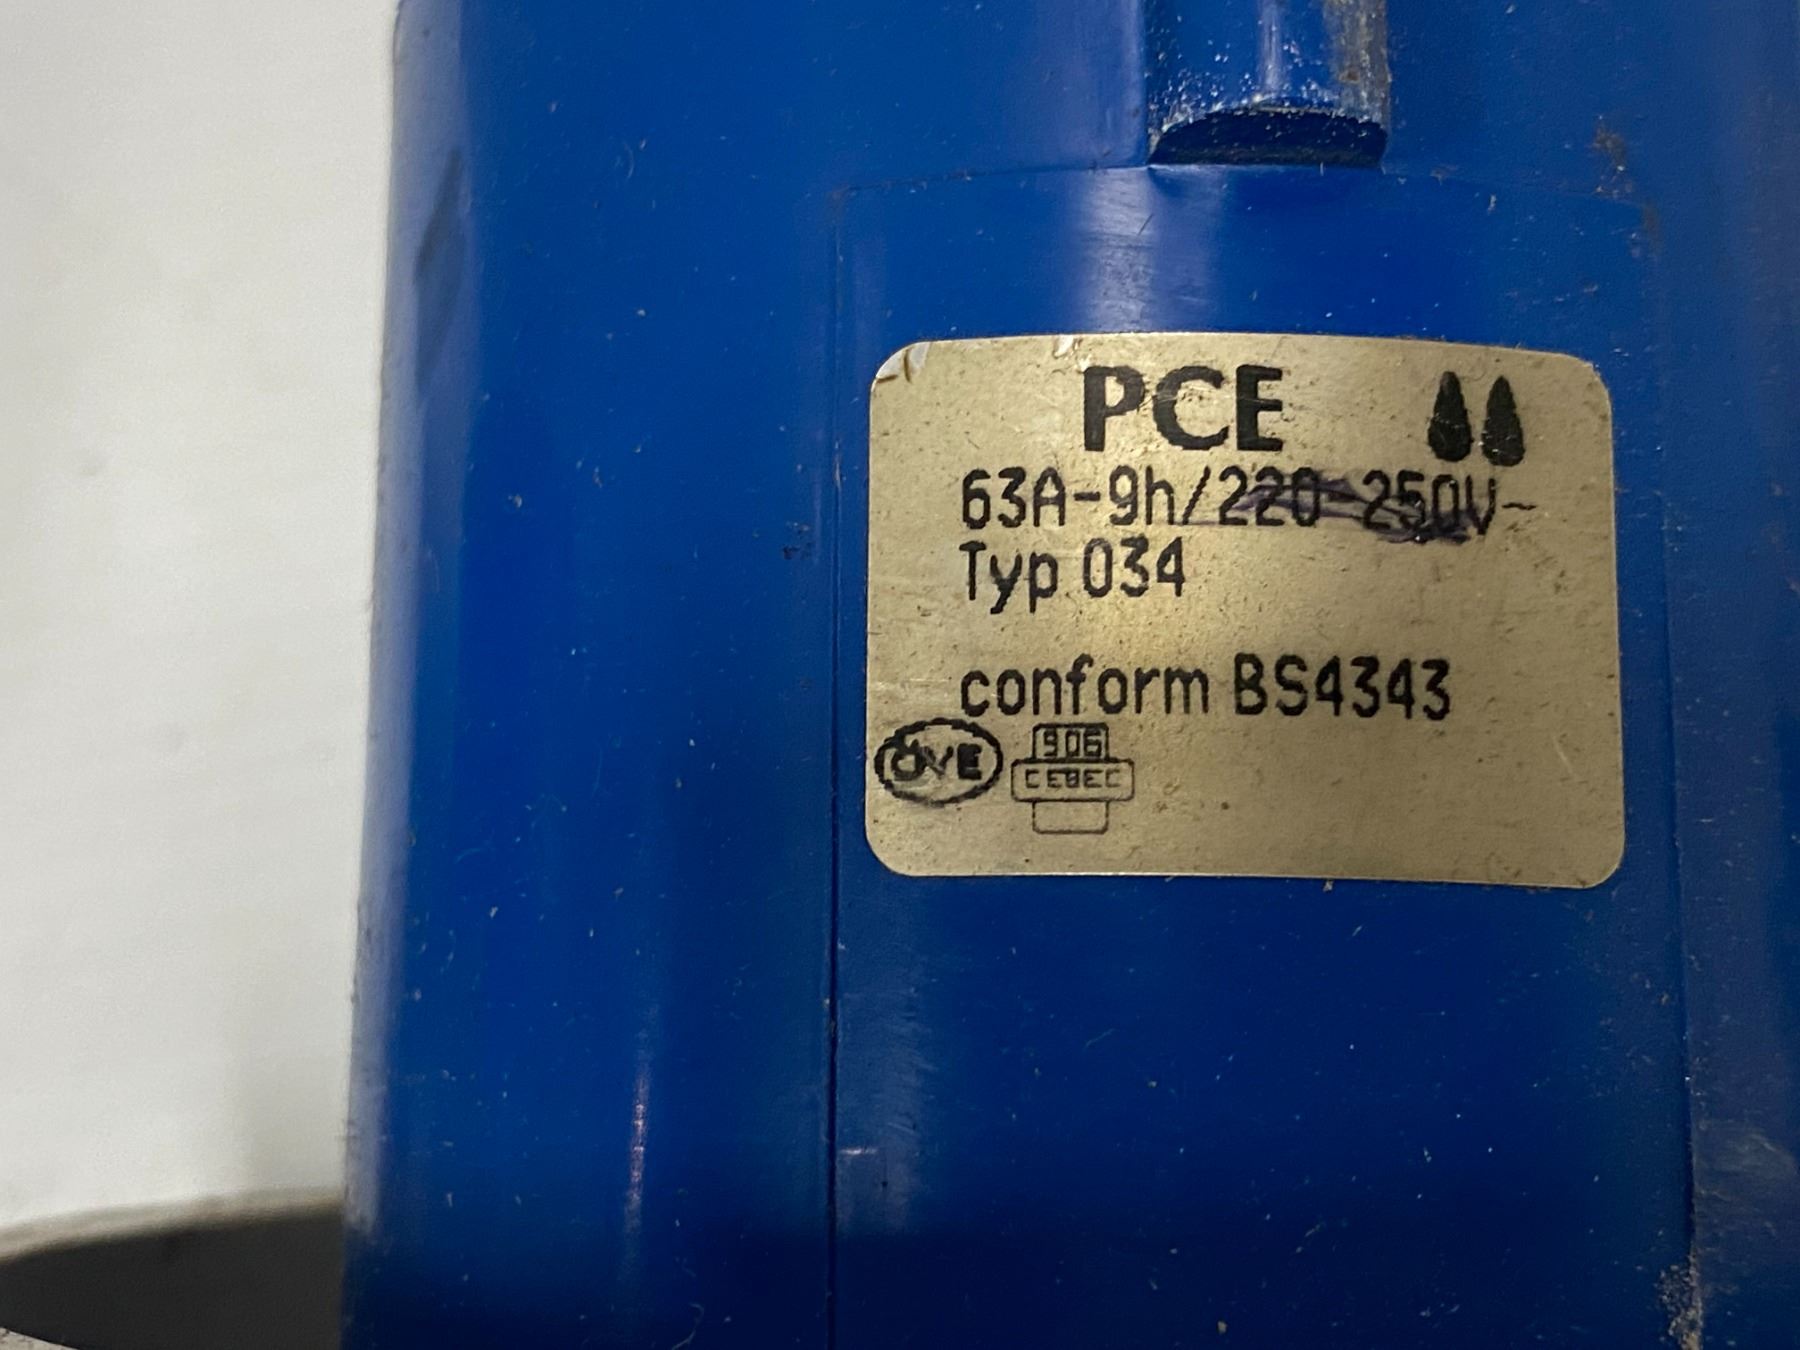 PCE
63A-9h/220-250V~
Typ 034
conform BS4343
ÖVE
906
CEBEC